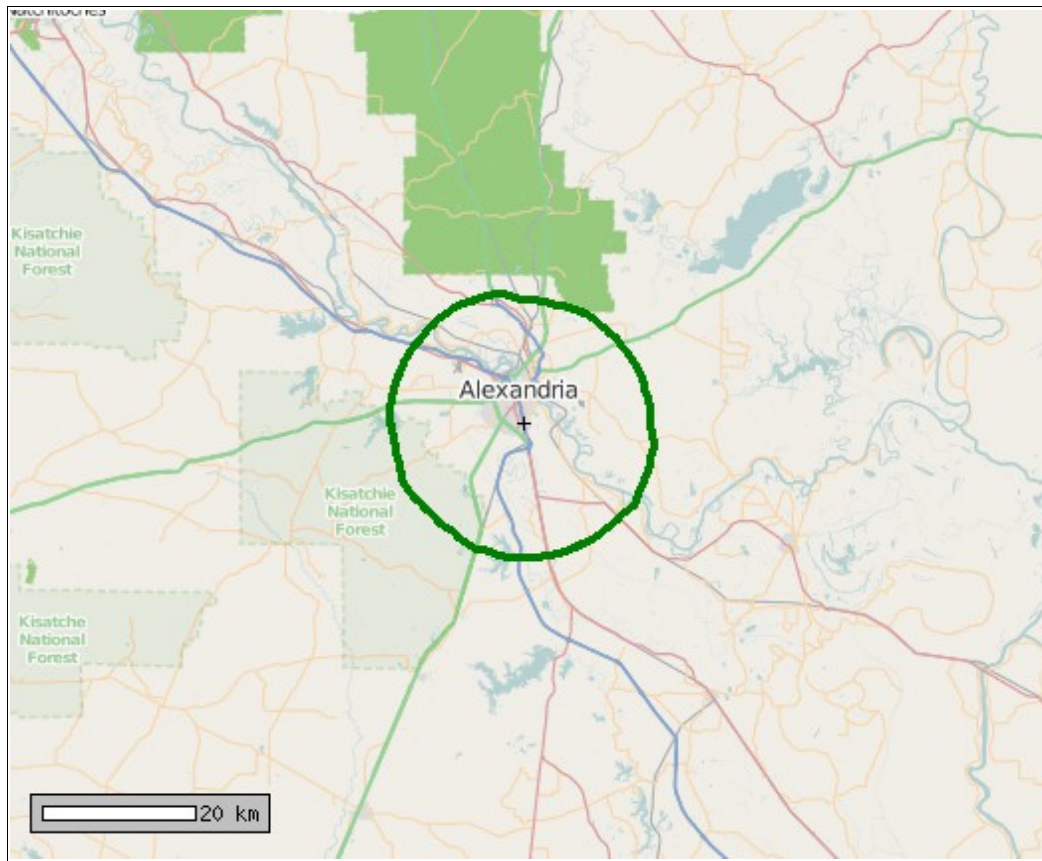 Kisatchie
National
Forest
Alexandria
Kisatchie
National
Forest
Kisatche
National
Forest
20 km